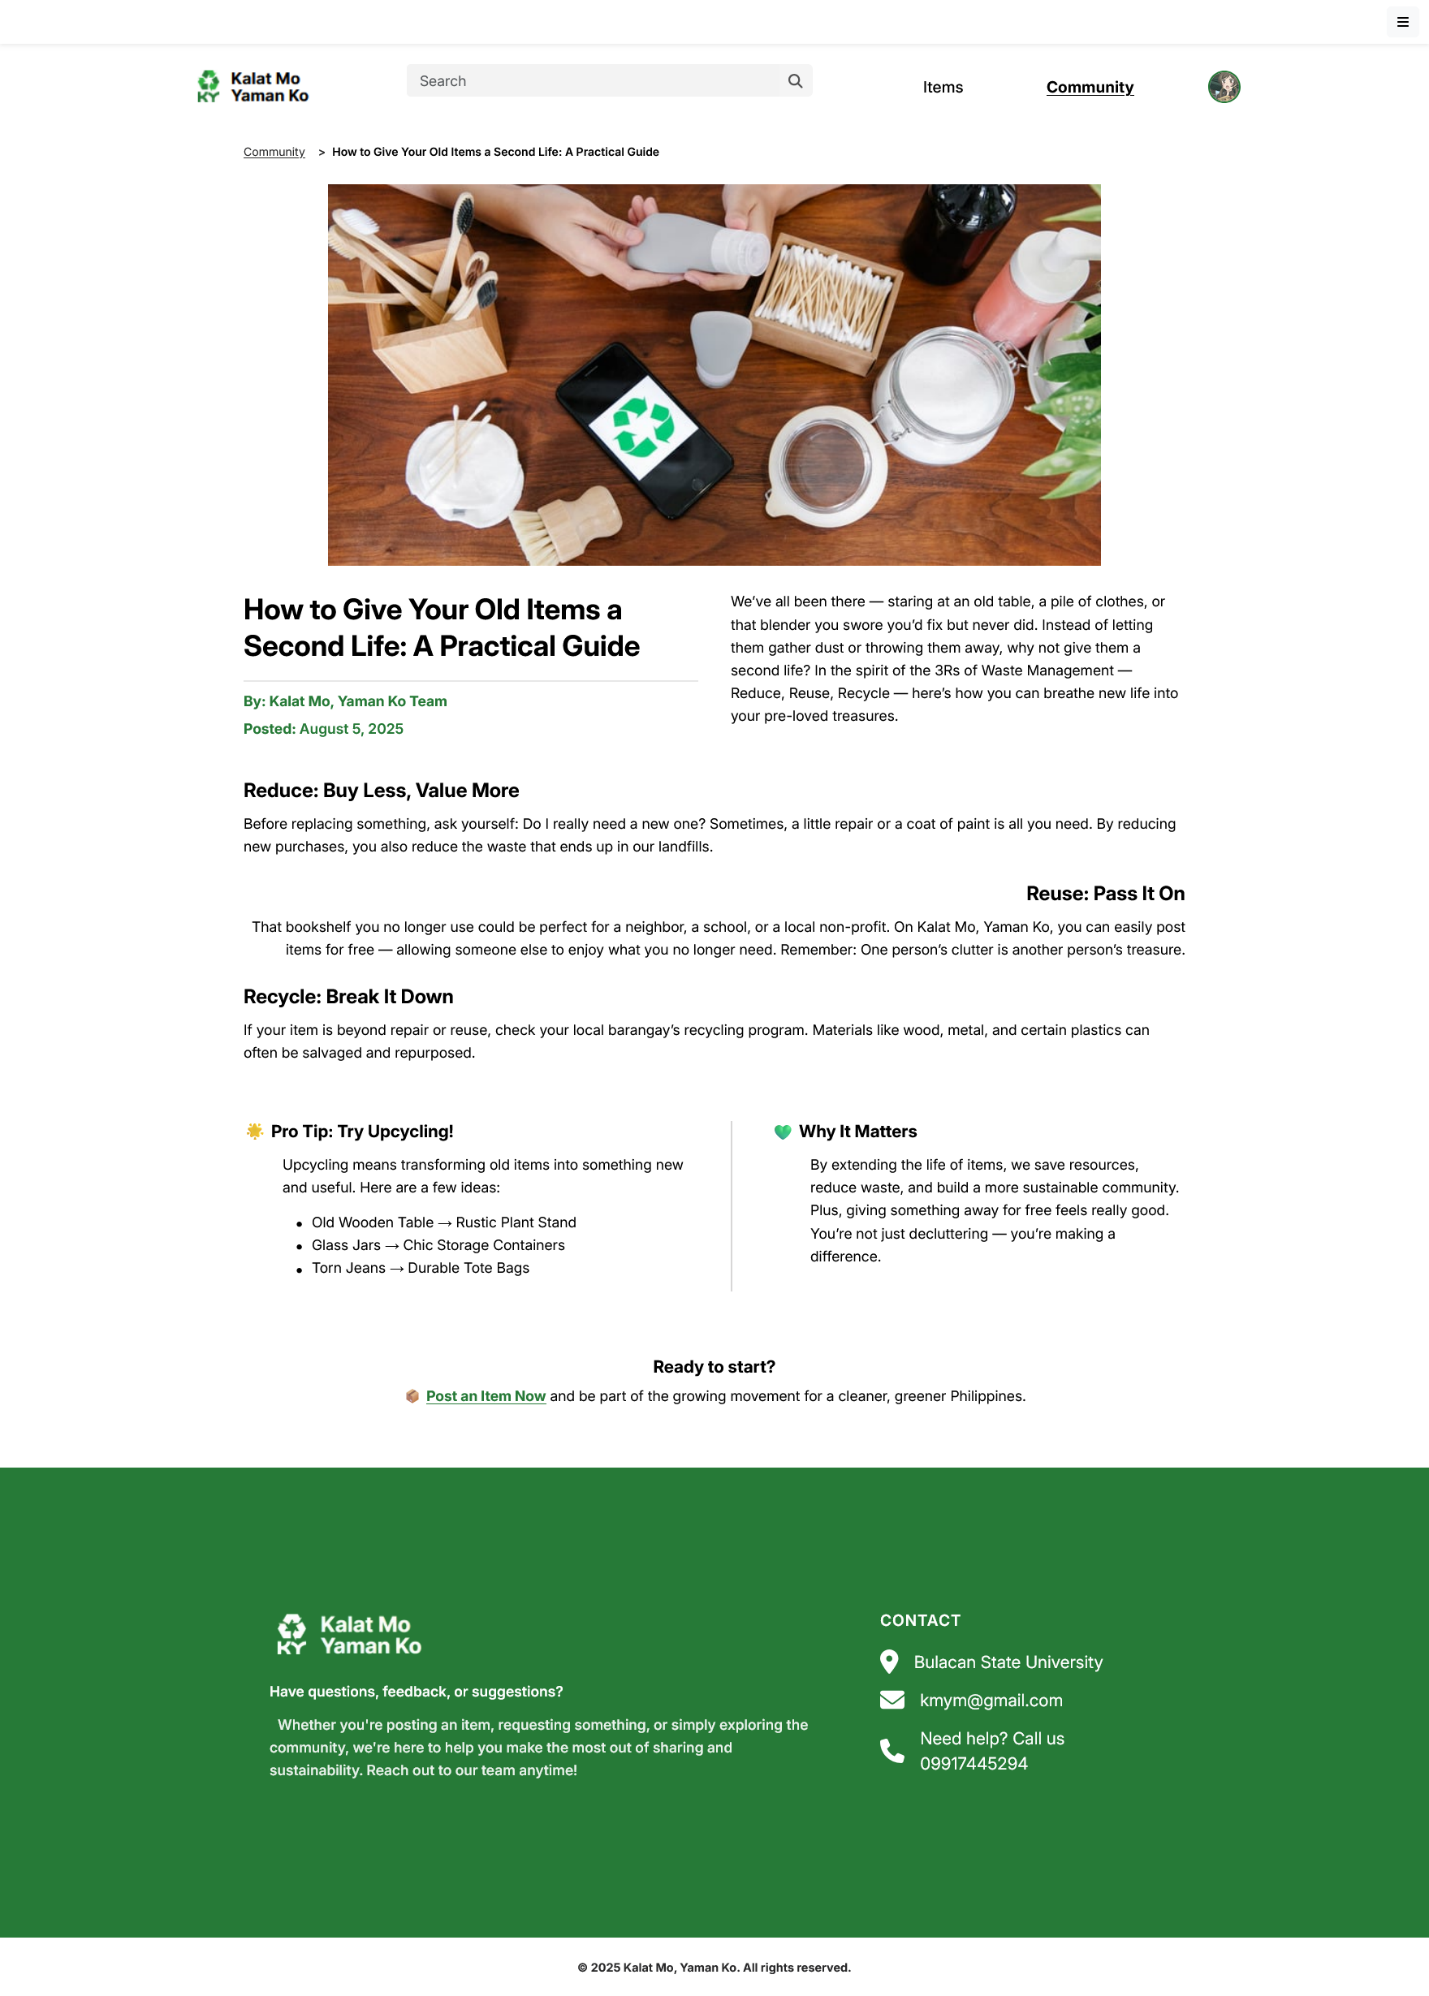 Kalat Mo
Yaman Ko
KY
Search
Items
Community
Community > How to Give Your Old Items a Second Life: A Practical Guide
How to Give Your Old Items a
Second Life: A Practical Guide
By: Kalat Mo, Yaman Ko Team
Posted: August 5, 2025
We’ve all been there — staring at an old table, a pile of clothes, or
that blender you swore you’d fix but never did. Instead of letting
them gather dust or throwing them away, why not give them a
second life? In the spirit of the 3Rs of Waste Management —
Reduce, Reuse, Recycle — here’s how you can breathe new life into
your pre-loved treasures.
Reduce: Buy Less, Value More
Before replacing something, ask yourself: Do I really need a new one? Sometimes, a little repair or a coat of paint is all you need. By reducing
new purchases, you also reduce the waste that ends up in our landfills.
Reuse: Pass It On
That bookshelf you no longer use could be perfect for a neighbor, a school, or a local non-profit. On Kalat Mo, Yaman Ko, you can easily post
items for free — allowing someone else to enjoy what you no longer need. Remember: One person’s clutter is another person’s treasure.
Recycle: Break It Down
If your item is beyond repair or reuse, check your local barangay’s recycling program. Materials like wood, metal, and certain plastics can
often be salvaged and repurposed.
🌟 Pro Tip: Try Upcycling!
Upcycling means transforming old items into something new
and useful. Here are a few ideas:
• Old Wooden Table → Rustic Plant Stand
• Glass Jars → Chic Storage Containers
• Torn Jeans → Durable Tote Bags
💚 Why It Matters
By extending the life of items, we save resources,
reduce waste, and build a more sustainable community.
Plus, giving something away for free feels really good.
You’re not just decluttering — you’re making a
difference.
Ready to start?
📦 Post an Item Now and be part of the growing movement for a cleaner, greener Philippines.
Kalat Mo
Yaman Ko
KY
Have questions, feedback, or suggestions?
Whether you're posting an item, requesting something, or simply exploring the
community, we're here to help you make the most out of sharing and
sustainability. Reach out to our team anytime!
CONTACT
Bulacan State University
kmym@gmail.com
Need help? Call us
09917445294
© 2025 Kalat Mo, Yaman Ko. All rights reserved.